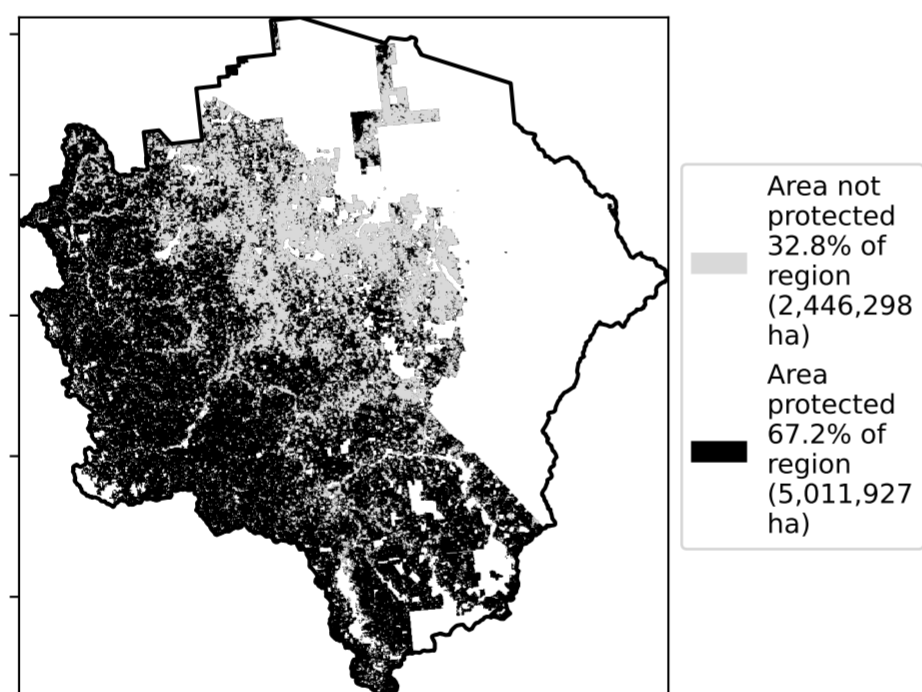 Area not
protected
32.8% of
region
(2,446,298
ha)
Area
protected
67.2% of
region
(5,011,927
ha)